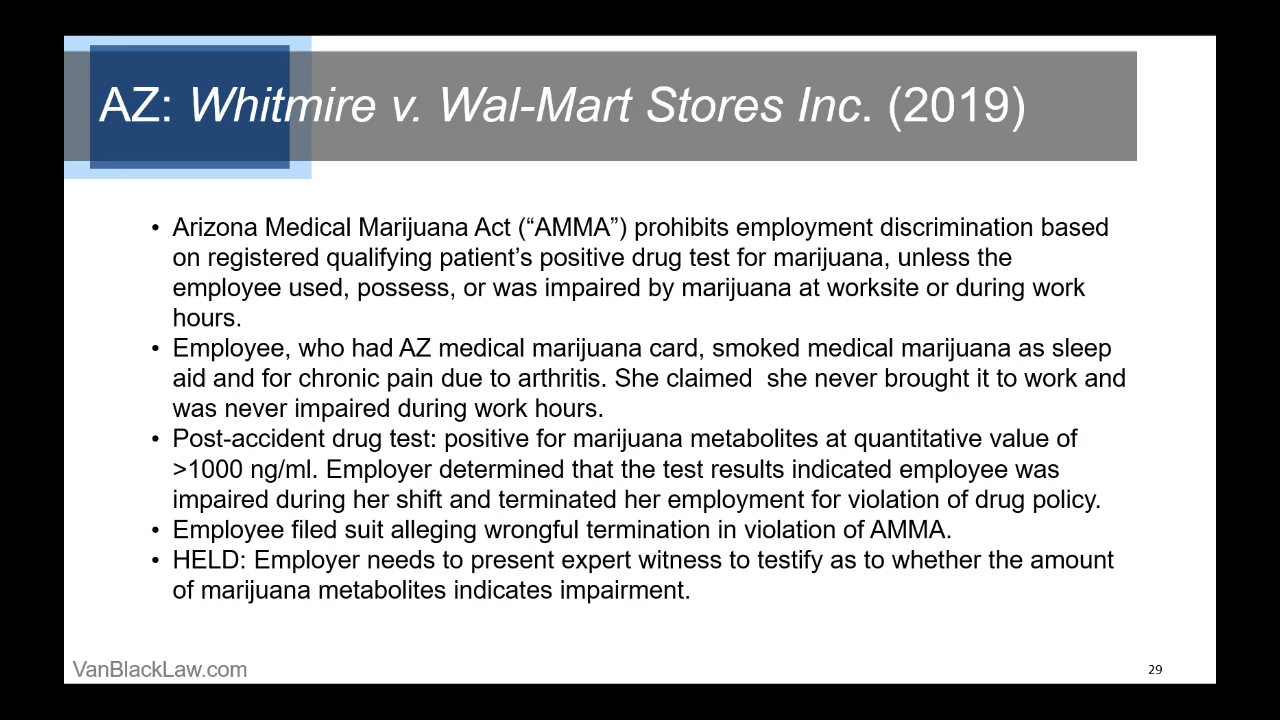 AZ: Whitmire v. Wal-Mart Stores Inc. (2019)
• Arizona Medical Marijuana Act (“AMMA”) prohibits employment discrimination based
on registered qualifying patient’s positive drug test for marijuana, unless the
employee used, possess, or was impaired by marijuana at worksite or during work
hours.
• Employee, who had AZ medical marijuana card, smoked medical marijuana as sleep
aid and for chronic pain due to arthritis. She claimed  she never brought it to work and
was never impaired during work hours.
• Post-accident drug test: positive for marijuana metabolites at quantitative value of
>1000 ng/ml. Employer determined that the test results indicated employee was
impaired during her shift and terminated her employment for violation of drug policy.
• Employee filed suit alleging wrongful termination in violation of AMMA.
• HELD: Employer needs to present expert witness to testify as to whether the amount
of marijuana metabolites indicates impairment.
VanBlackLaw.com
29